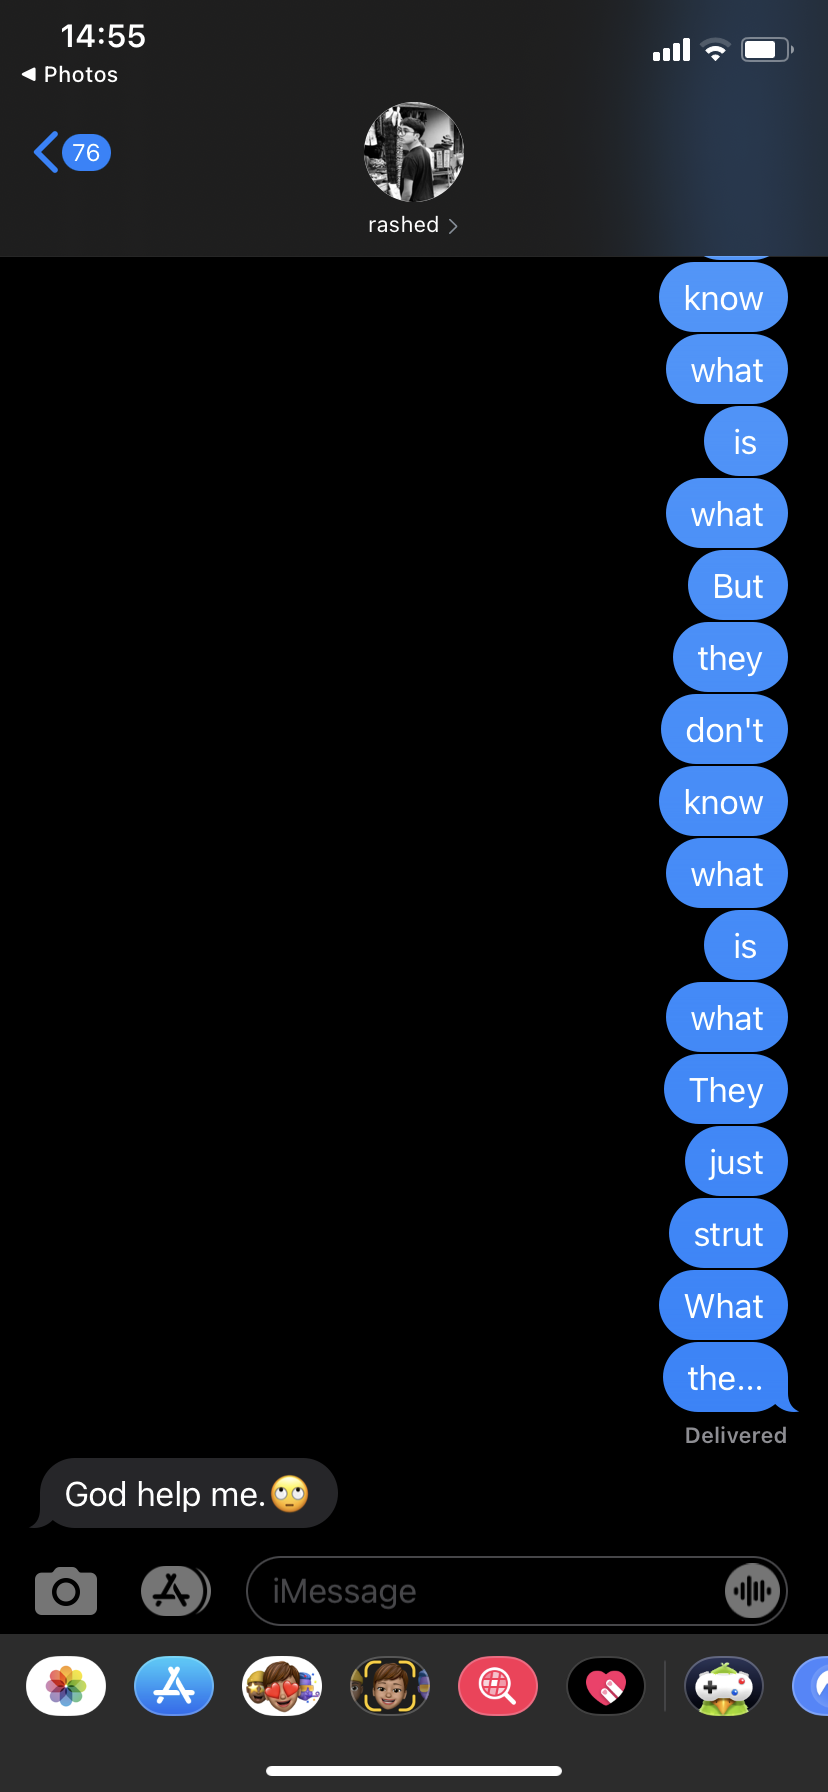 14:55
Photos
76
rashed
know
what
is
what
But
they
don't
know
what
is
what
They
just
strut
What
the...
Delivered
God help me.🙄
iMessage